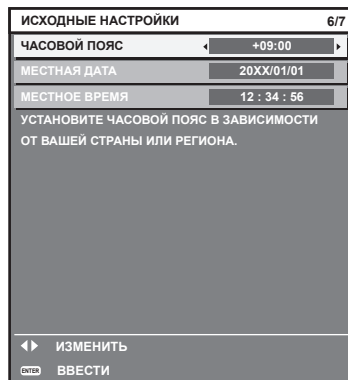 ИСХОДНЫЕ НАСТРОЙКИ 6/7
ЧАСОВОЙ ПОЯС +09:00
МЕСТНАЯ ДАТА 20XX/01/01
МЕСТНОЕ ВРЕМЯ 12 : 34 : 56
УСТАНОВИТЕ ЧАСОВОЙ ПОЯС В ЗАВИСИМОСТИ
ОТ ВАШЕЙ СТРАНЫ ИЛИ РЕГИОНА.
ИЗМЕНИТЬ
ENTER ВВЕСТИ